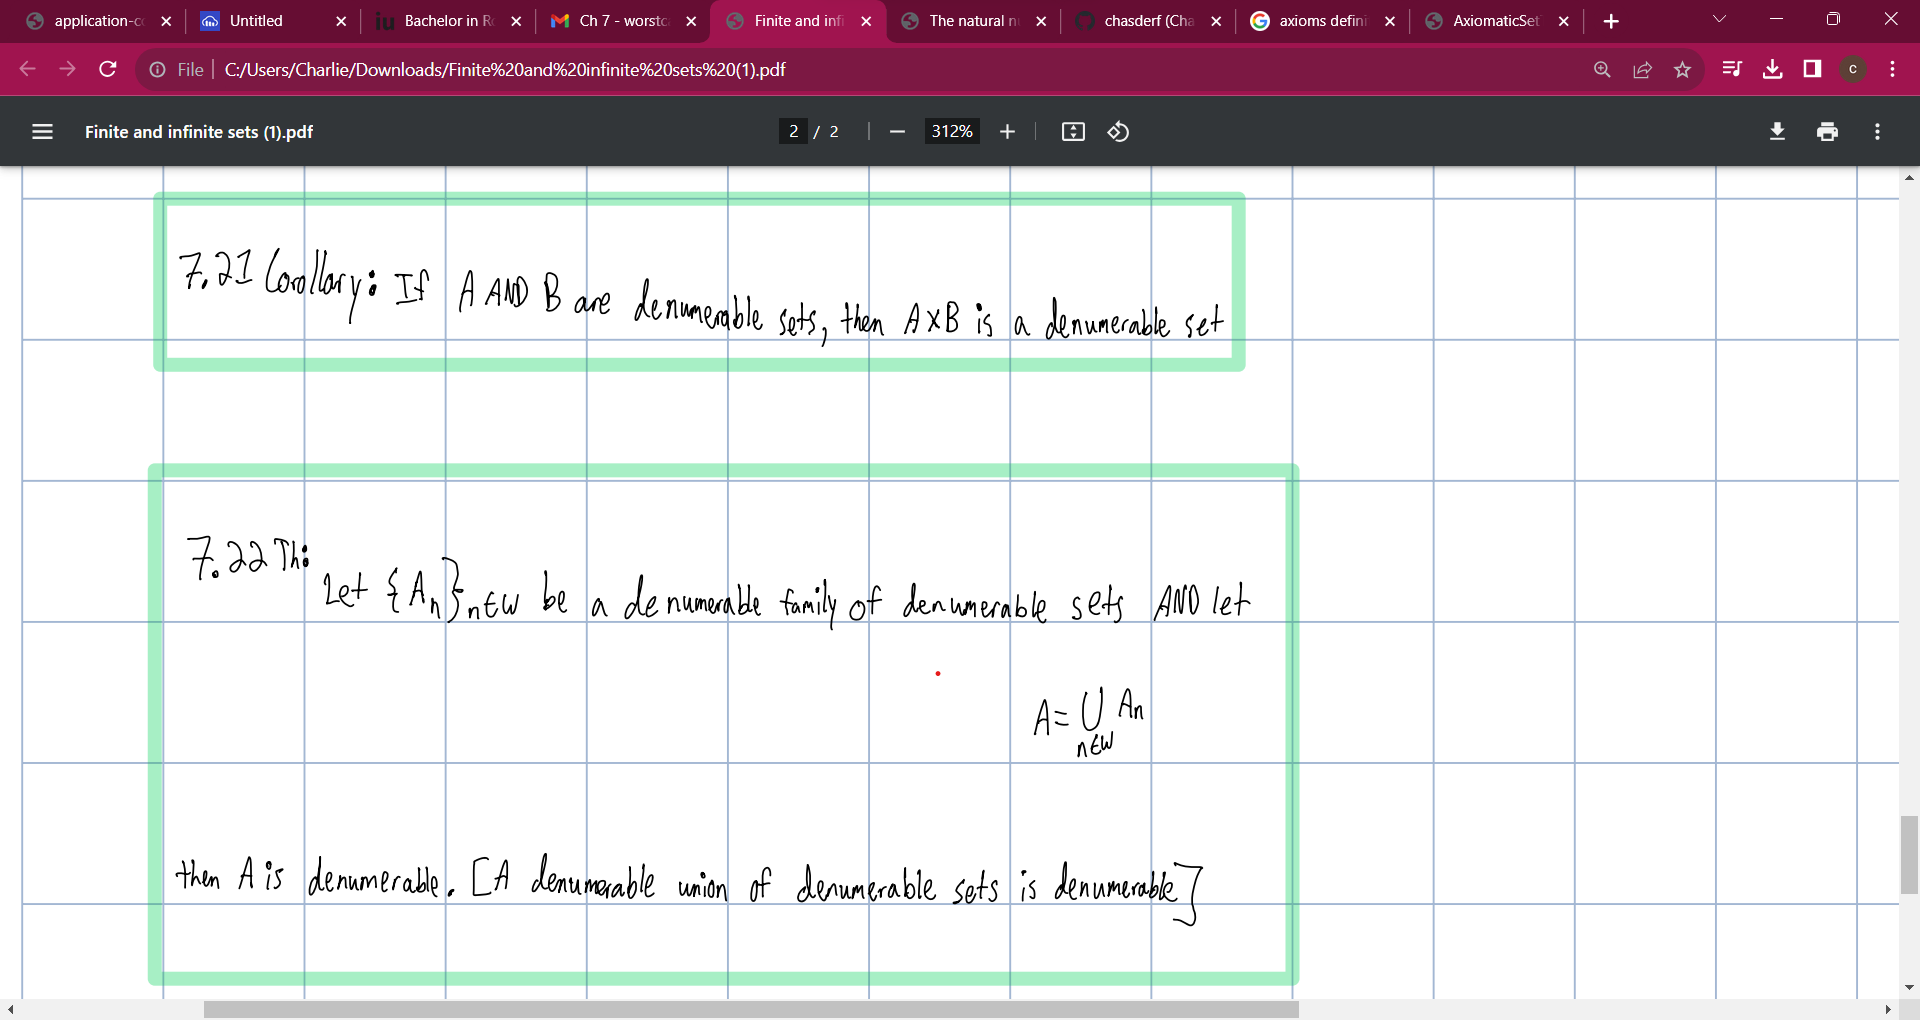 application-c
Untitled
Bachelor in R
Ch 7 - worstc
Finite and infi
The natural n
chasderf (Cha
axioms defini
AxiomaticSet
File
C:/Users/Charlie/Downloads/Finite%20and%20infinite%20sets%20(1).pdf
c
Finite and infinite sets (1).pdf
2 / 2
312%
7.21 Corollary: If A AND B are denumerable sets, then A×B is a denumerable set
7.22 Th:
Let {An}n∈W be a denumerable family of denumerable sets AND let
A = ⋃ An
n∈W
then A is denumerable. [A denumerable union of denumerable sets is denumerable]